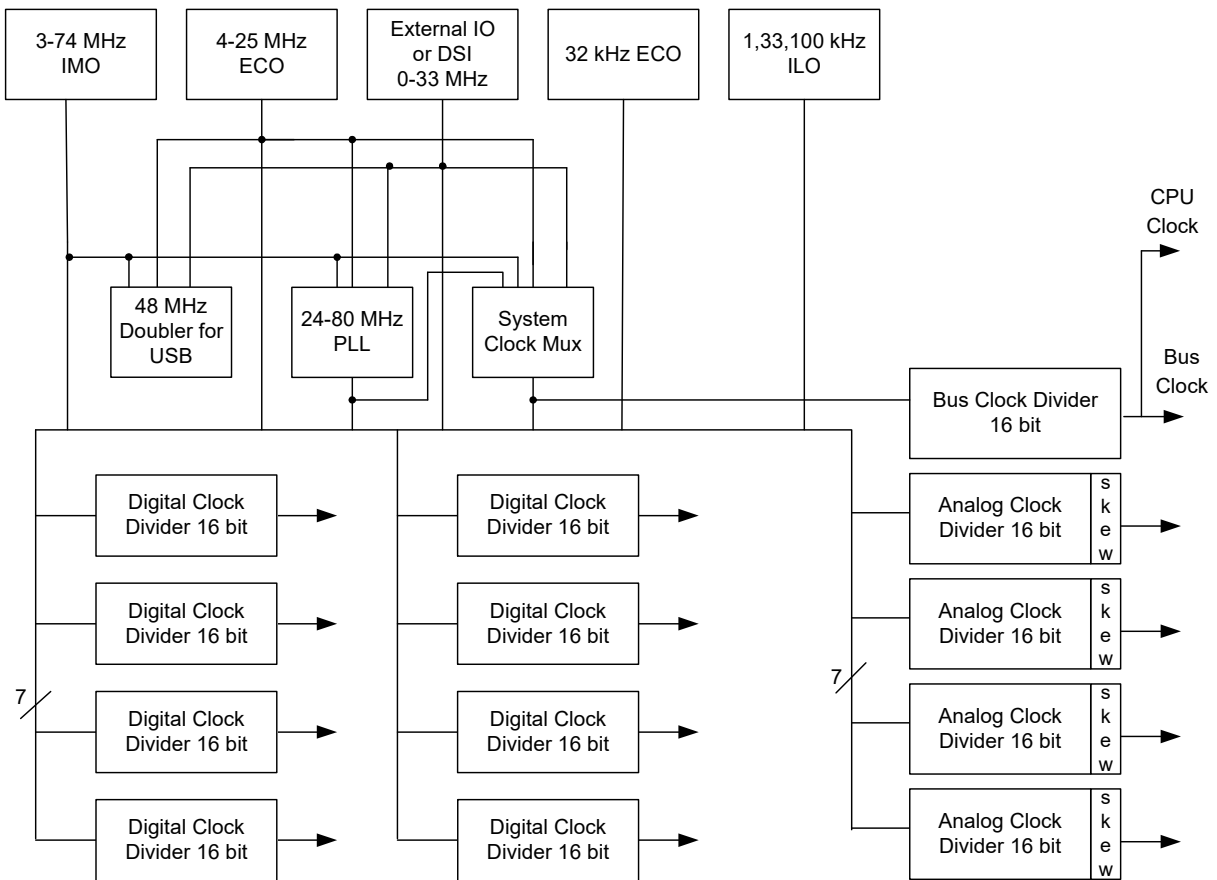 3-74 MHz
IMO
4-25 MHz
ECO
External IO
or DSI
0-33 MHz
32 kHz ECO
1,33,100 kHz
ILO
CPU
Clock
48 MHz
Doubler for
USB
24-80 MHz
PLL
System
Clock Mux
Bus
Clock
Bus Clock Divider
16 bit
Digital Clock
Divider 16 bit
Digital Clock
Divider 16 bit
Analog Clock
Divider 16 bit
s
k
e
w
Digital Clock
Divider 16 bit
Digital Clock
Divider 16 bit
Analog Clock
Divider 16 bit
s
k
e
w
7
7
Digital Clock
Divider 16 bit
Digital Clock
Divider 16 bit
Analog Clock
Divider 16 bit
s
k
e
w
Digital Clock
Divider 16 bit
Digital Clock
Divider 16 bit
Analog Clock
Divider 16 bit
s
k
e
w